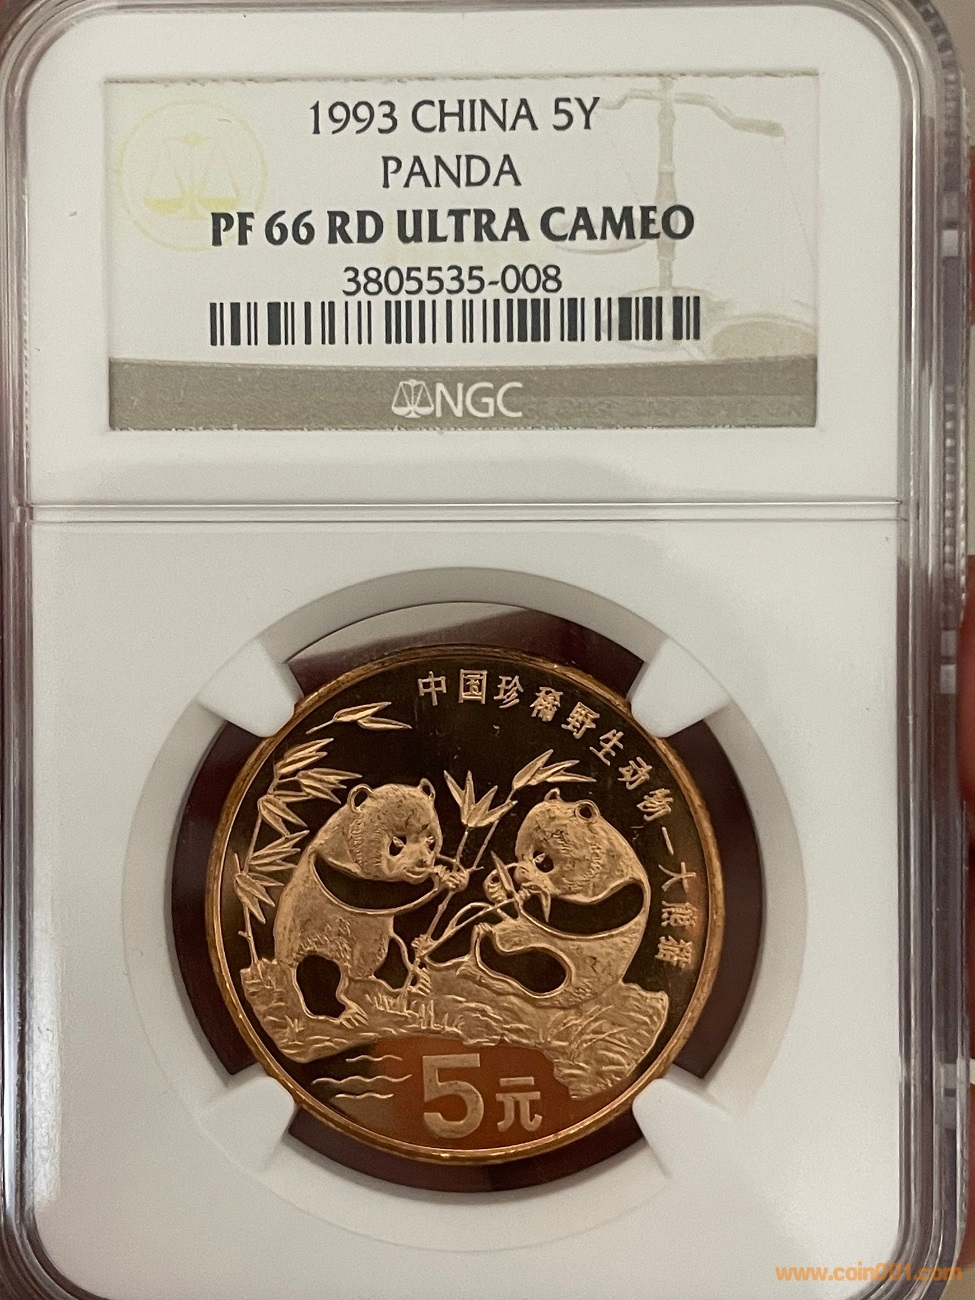 1993 CHINA 5Y
PANDA
PF 66 RD ULTRA CAMEO
3805535-008
NGC
中国珍稀野生动物—大熊猫
5元
www.coin001.com